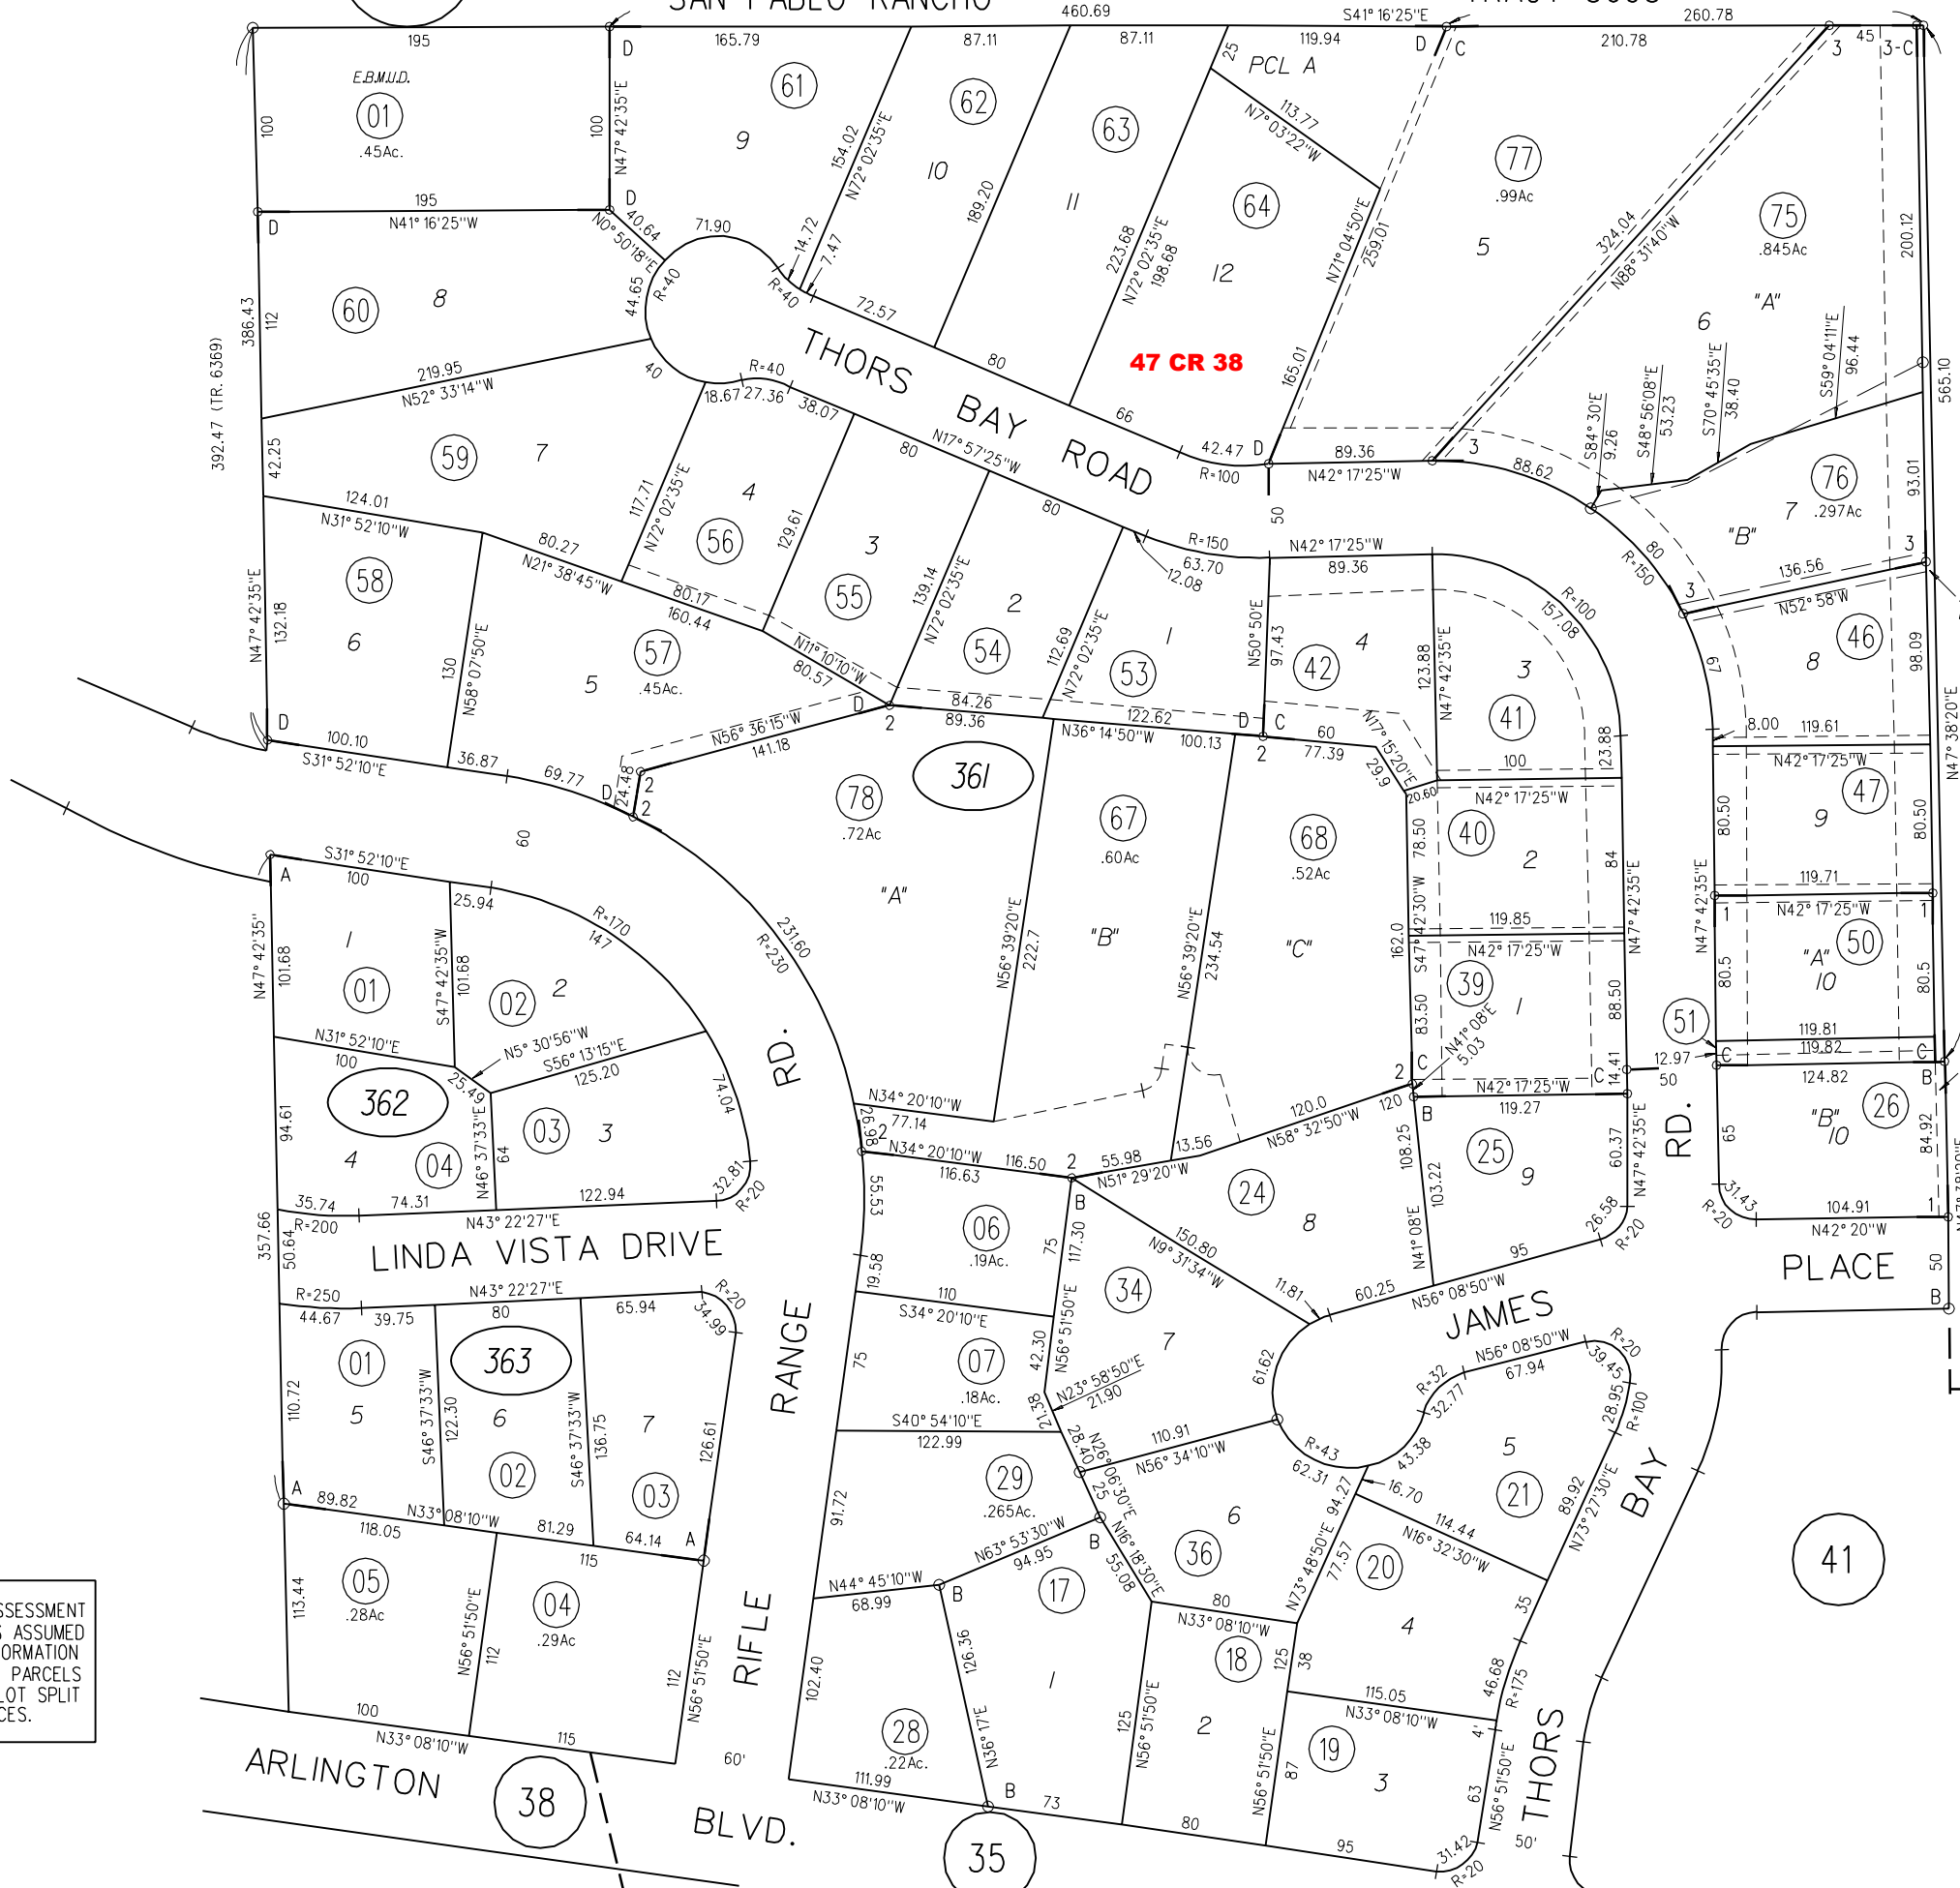 460.69
S41° 16'25"E
260.78
195
D
165.79
87.11
87.11
25
119.94
D
C
210.78
3
45
3-C
E.B.M.U.D.
01
.45Ac.
100
100
N47° 42'35"E
61
9
154.02
N72° 02'35"E
62
10
189.20
63
11
PCL A
113.77
N7° 03'22"W
64
12
223.68
N72° 02'35"E
198.68
77
.99Ac
5
N71° 04'50"E
259.01
165.01
324.04
N88° 31'40"W
75
.845Ac
"A"
6
200.12
195
N41° 16'25"W
D
D
40.64
N0° 50'18"E
71.90
14.72
7.47
R=40
R=40
44.65
60
8
386.43
112
392.47 (TR. 6369)
219.95
N52° 33'14"W
40
R=40
18.67
27.36
38.07
72.57
80
66
47 CR 38
THORS BAY ROAD
N17° 57'25"W
80
80
42.47
R=100
D
89.36
N42° 17'25"W
3
88.62
S84° 30'E
9.26
S48° 56'08"E
53.23
S70° 45'35"E
38.40
S59° 04'11"E
96.44
565.10
93.01
76
7
.297Ac
"B"
3
136.56
N52° 58'W
3
80
R=150
59
7
42.25
124.01
N31° 52'10"W
117.71
N72° 02'35"E
4
56
129.61
3
55
139.14
N72° 02'35"E
2
54
112.69
N72° 02'35"E
1
53
12.08
R=150
63.70
50
N42° 17'25"W
89.36
R=100
157.08
58
6
N47° 42'35"E
132.18
130
N58° 07'50"E
80.27
N21° 38'45"W
80.17
160.44
57
.45Ac.
5
N11° 10'10"W
80.57
N50° 50'E
97.43
42
4
123.88
N47° 42'35"E
3
41
123.88
67
46
8
98.09
N47° 38'20"E
8.00
119.61
N42° 17'25"W
D
100.10
S31° 52'10"E
36.87
69.77
D
24.48
2
2
N56° 36'15"W
141.18
D
2
84.26
89.36
122.62
N36° 14'50"W
100.13
D
C
2
60
77.39
N17° 15'20"E
29.9
20.60
100
N42° 17'25"W
361
78
.72Ac
"A"
67
.60Ac
"B"
68
.52Ac
"C"
N56° 39'20"E
222.7
N56° 39'20"E
234.54
78.50
S47° 42'30"W
162.0
83.50
40
2
84
N47° 42'35"E
119.85
N42° 17'25"W
39
1
88.50
N41° 08'E
5.03
47
9
80.50
80.50
N47° 42'35"E
119.71
N42° 17'25"W
1
1
50
"A"
10
80.5
80.5
51
119.81
119.82
C
C
60
S31° 52'10"E
100
A
25.94
R=170
147
231.60
R=230
N47° 42'35"
101.68
1
01
S47° 42'35"W
101.68
02
2
N31° 52'10"E
100
N5° 30'56"W
25.49
S56° 13'15"E
125.20
362
94.61
4
04
N46° 37'33"E
64
03
3
74.04
32.81
R=20
35.74
R=200
74.31
122.94
N43° 22'27"E
LINDA VISTA DRIVE
357.66
50.64
N34° 20'10"W
77.14
26.98
2
N34° 20'10"W
116.50
116.63
2
B
55.98
N51° 29'20"W
13.56
120.0
N58° 32'50"W
120
2
C
B
N42° 17'25"W
119.27
C
14.41
12.97
50
124.82
B
"B"
10
26
65
84.92
31.43
R=20
104.91
N42° 20'W
1
PLACE
50
B
RD.
RD.
108.25
103.22
N41° 08'E
25
9
60.37
N47° 42'35"E
26.58
R=20
24
8
150.80
N9° 31'34"W
11.81
60.25
95
N56° 08'50"W
JAMES
55.53
19.58
06
.19Ac.
75
117.30
110
S34° 20'10"E
34
7
N56° 51'50"E
42.30
07
.18Ac.
75
N23° 58'50"E
21.90
21.38
S40° 54'10"E
122.99
28.40
N26° 06'30"E
25
110.91
N56° 34'10"W
61.62
R=43
62.31
43.38
R=32
32.77
N56° 08'50"W
67.94
R=20
39.45
28.95
R=100
R=250
44.67
39.75
N43° 22'27"E
80
65.94
R=20
34.99
363
01
5
110.72
S46° 37'33"W
122.30
6
02
S46° 37'33"W
136.75
7
03
126.61
A
89.82
118.05
N33° 08'10"W
81.29
115
64.14
A
29
.265Ac.
91.72
N63° 53'30"W
94.95
N44° 45'10"W
68.99
B
B
17
N16° 18'30"E
55.08
6
36
80
N33° 08'10"W
94.27
N73° 48'50"E
77.57
16.70
5
21
114.44
N16° 32'30"W
89.92
N73° 27'30"E
20
4
35
BAY
41
05
.28Ac
113.44
N56° 51'50"E
112
04
.29Ac
112
N56° 51'50"E
100
N33° 08'10"W
115
60'
RIFLE RANGE
102.40
28
.22Ac.
126.36
N36° 17'E
1
125
N56° 51'50"E
18
2
125
38
115.05
N33° 08'10"W
46.68
R=175
4'
19
3
87
N56° 51'50"E
63
N56° 51'50"E
THORS
50'
111.99
N33° 08'10"W
B
73
80
95
31.42
R=20
ARLINGTON
BLVD.
38
35
ASSUMED
PARCELS
LOT SPLIT